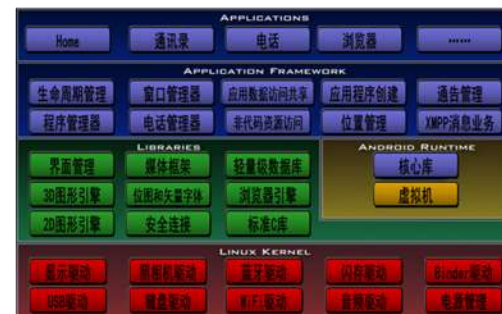 APPLICATIONS
Home 通讯录 电话 浏览器 ......
APPLICATION FRAMEWORK
生命周期管理 窗口管理器 应用数据访问共享 应用程序创建 通告管理
程序管理器 电话管理器 非代码资源访问 位置管理 XMPP消息业务
LIBRARIES ANDROID RUNTIME
界面管理 媒体框架 轻量级数据库 核心库
3D图形引擎 位图和矢量字体 浏览器引擎 虚拟机
2D图形引擎 安全连接 标准C库
LINUX KERNEL
显示驱动 照相机驱动 蓝牙驱动 闪存驱动 Binder驱动
USB驱动 键盘驱动 WiFi驱动 音频驱动 电源管理